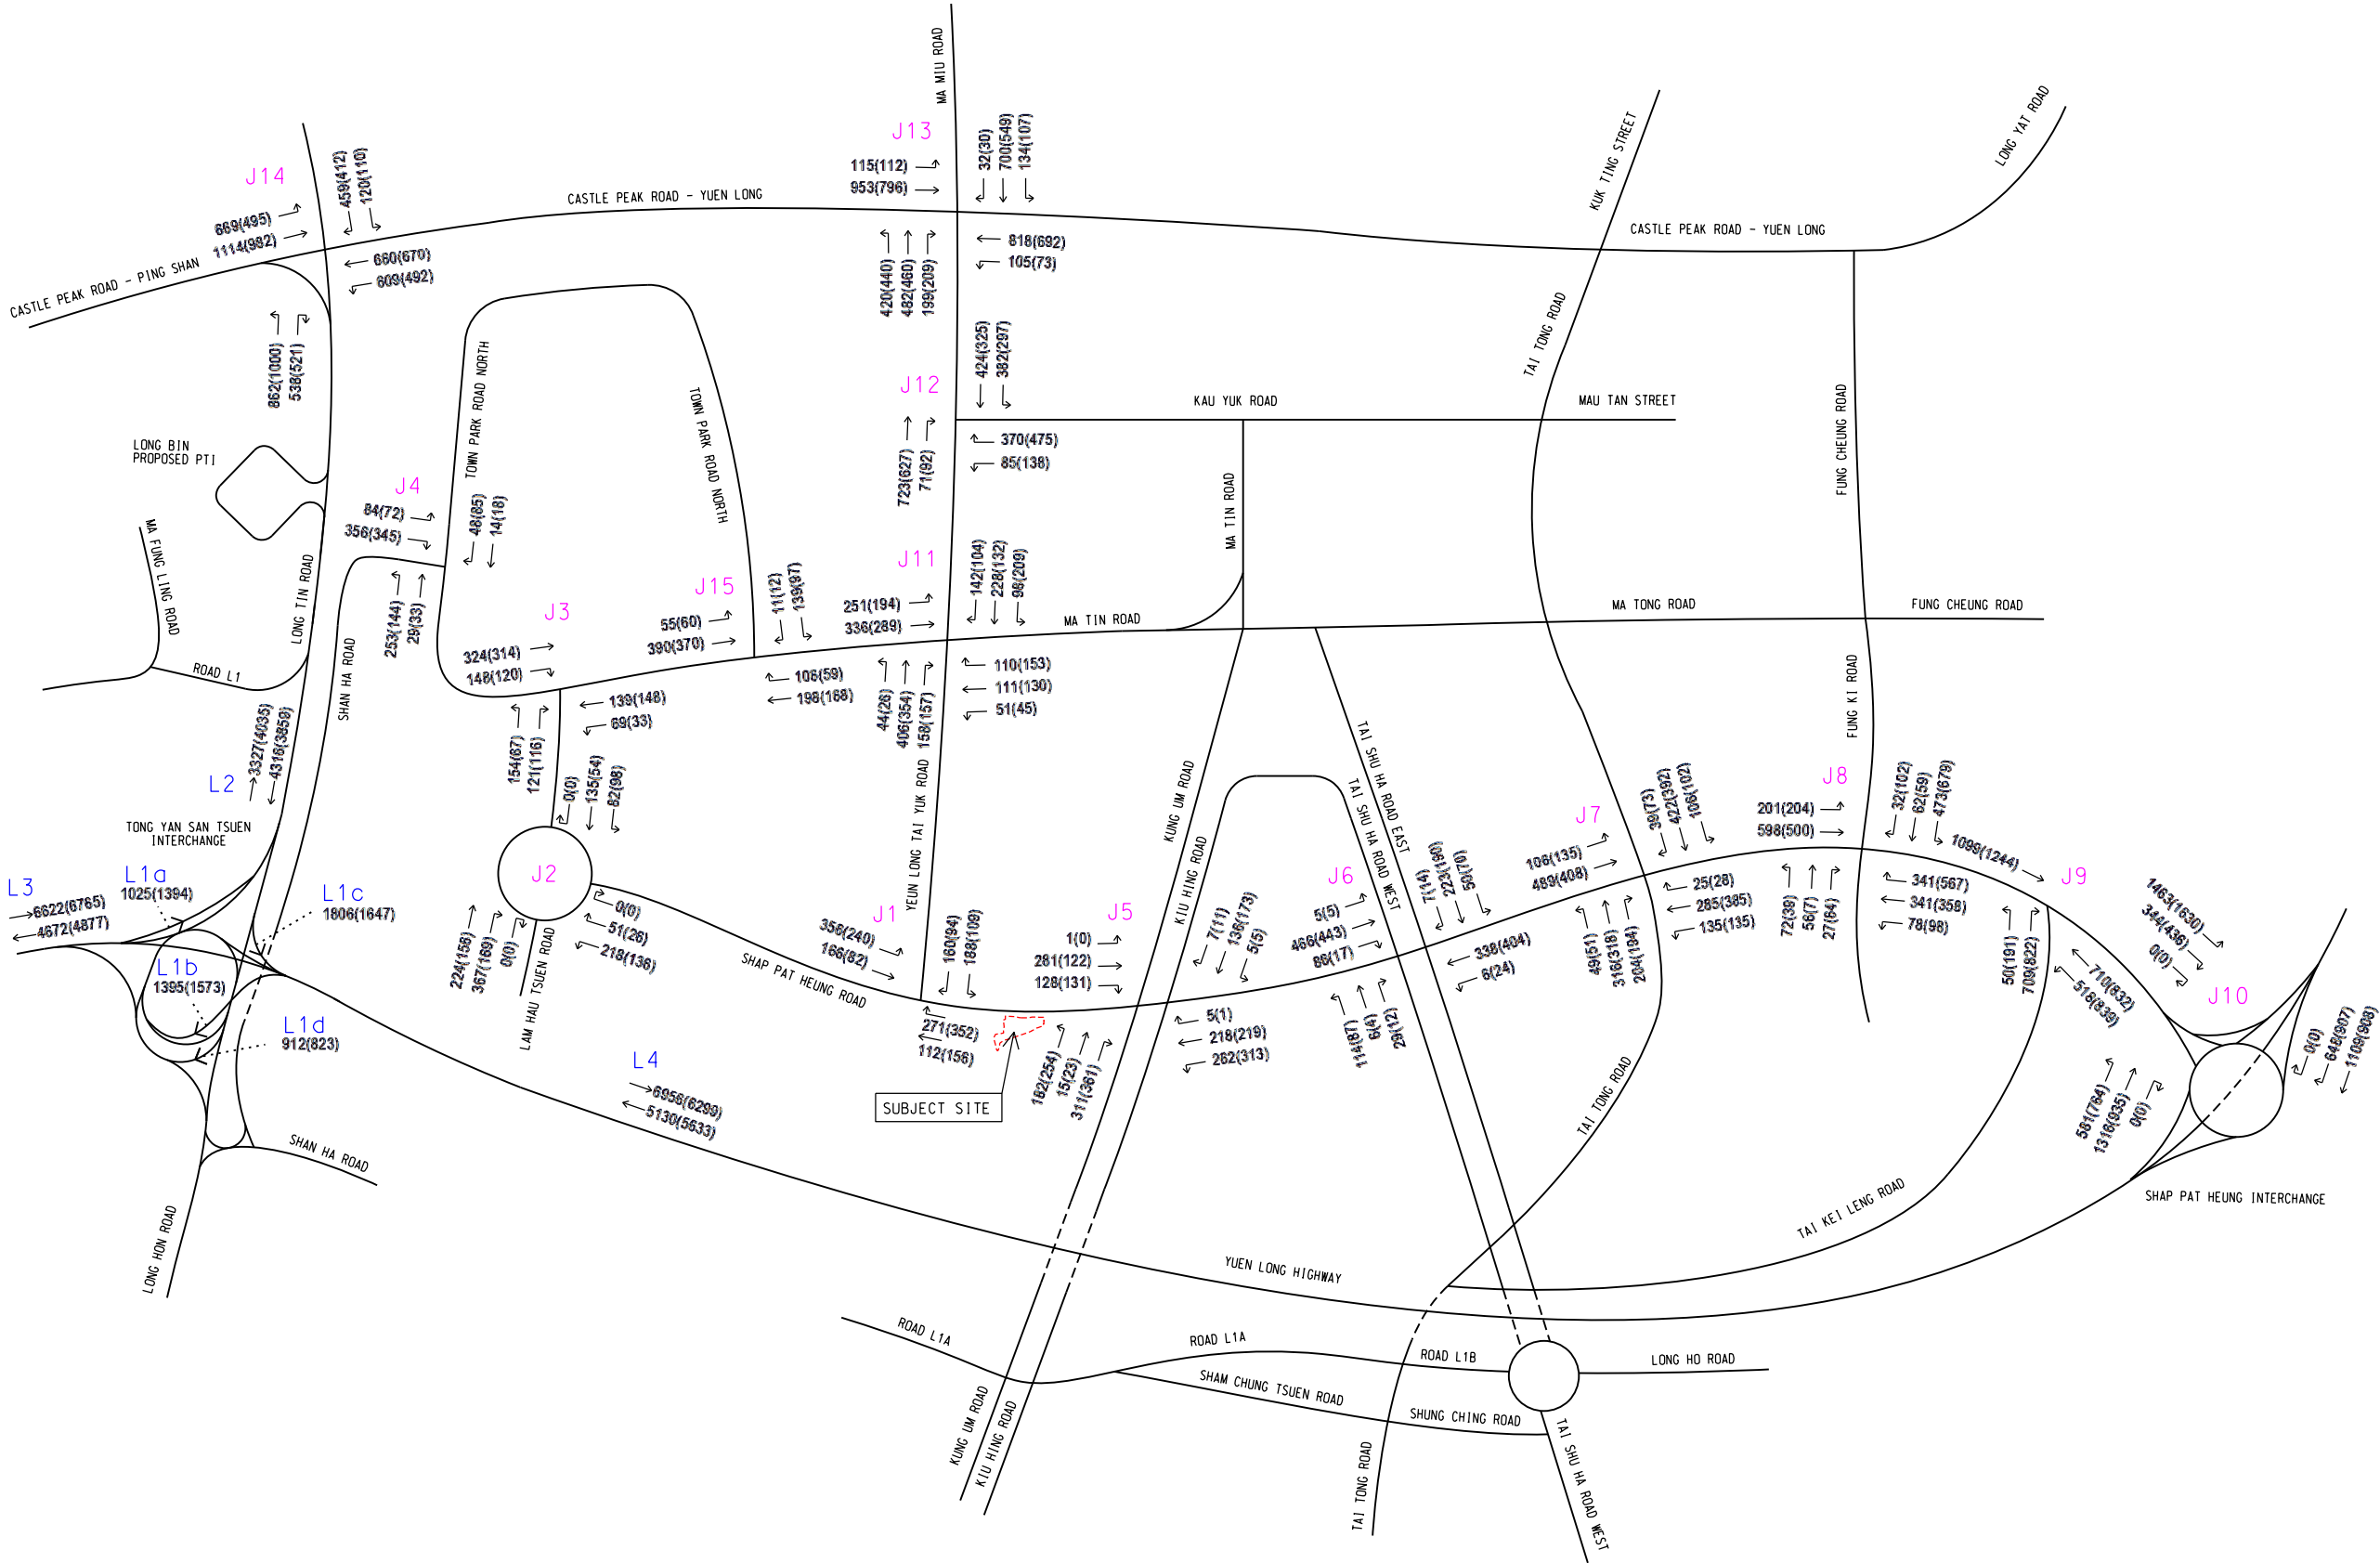 MA MIU ROAD
J13
115(112)
953(796)
32(30)
700(549)
134(107)
818(692)
105(73)
420(440)
482(460)
199(209)
KUK TING STREET
LONG YAT ROAD
CASTLE PEAK ROAD - YUEN LONG
CASTLE PEAK ROAD - YUEN LONG
J14
669(495)
1114(982)
459(412)
120(110)
660(670)
609(492)
CASTLE PEAK ROAD - PING SHAN
862(1000)
538(521)
TAI TONG ROAD
424(325)
382(297)
J12
723(627)
71(92)
370(475)
85(138)
KAU YUK ROAD
MAU TAN STREET
FUNG CHEUNG ROAD
TOWN PARK ROAD NORTH
TOWN PARK ROAD NORTH
LONG BIN
PROPOSED PTI
J4
84(72)
356(345)
48(85)
14(18)
253(144)
29(33)
MA FUNG LING ROAD
LONG TIN ROAD
ROAD L1
SHAN HA ROAD
MA TIN ROAD
J3
324(314)
148(120)
139(148)
69(33)
154(87)
121(116)
J15
55(60)
390(370)
11(12)
139(97)
106(59)
198(168)
J11
251(194)
336(289)
142(104)
228(132)
98(209)
110(153)
111(130)
51(45)
44(26)
406(354)
158(157)
MA TIN ROAD
MA TONG ROAD
FUNG CHEUNG ROAD
FUNG KI ROAD
L2
3327(4035)
4316(3859)
TONG YAN SAN TSUEN
INTERCHANGE
L3
6622(6765)
4672(4877)
L1a
1025(1394)
L1c
1806(1647)
L1b
1395(1573)
L1d
912(823)
0(0)
135(54)
82(98)
J2
0(0)
51(26)
218(136)
224(156)
367(169)
0(0)
LAM HAU TSUEN ROAD
SHAP PAT HEUNG ROAD
YEUN LONG TAI YUK ROAD
J1
356(240)
166(82)
160(94)
188(109)
271(352)
112(156)
SUBJECT SITE
J5
1(0)
281(122)
128(131)
7(11)
136(173)
5(5)
5(1)
218(219)
262(313)
182(254)
15(23)
311(361)
KUNG UM ROAD
KIU HING ROAD
TAI SHU HA ROAD EAST
TAI SHU HA ROAD WEST
J6
5(5)
466(443)
86(17)
7(14)
223(190)
50(70)
338(404)
6(24)
114(87)
6(4)
29(12)
J7
106(135)
489(408)
39(73)
422(392)
106(102)
25(28)
285(385)
135(135)
49(51)
316(318)
204(184)
J8
201(204)
598(500)
32(102)
62(59)
473(679)
341(567)
341(358)
78(98)
72(39)
56(7)
27(64)
1099(1244)
J9
50(191)
709(822)
710(832)
518(839)
1463(1630)
344(436)
0(0)
J10
0(0)
648(907)
1109(908)
581(764)
1316(935)
0(0)
SHAP PAT HEUNG INTERCHANGE
TAI TONG ROAD
TAI KEI LENG ROAD
L4
6956(6299)
5130(5633)
SHAN HA ROAD
LONG HON ROAD
YUEN LONG HIGHWAY
ROAD L1A
ROAD L1A
ROAD L1B
LONG HO ROAD
SHAM CHUNG TSUEN ROAD
SHUNG CHING ROAD
KUNG UM ROAD
KIU HING ROAD
TAI TONG ROAD
TAI SHU HA ROAD WEST